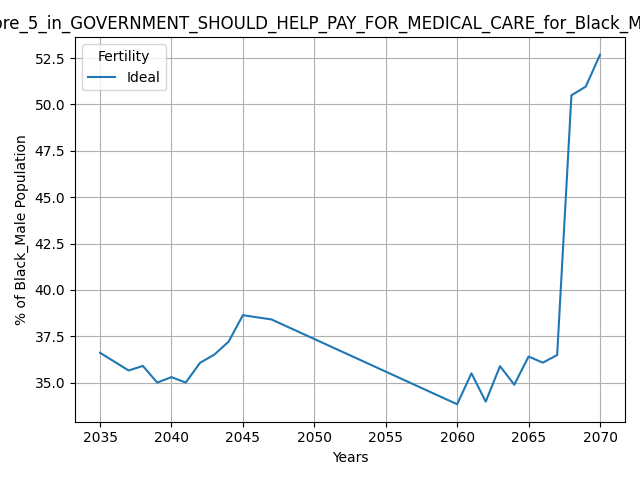 ore_5_in_GOVERNMENT_SHOULD_HELP_PAY_FOR_MEDICAL_CARE_for_Black_M
Fertility
Ideal
52.5
50.0
47.5
45.0
42.5
40.0
37.5
35.0
% of Black_Male Population
2035 2040 2045 2050 2055 2060 2065 2070
Years